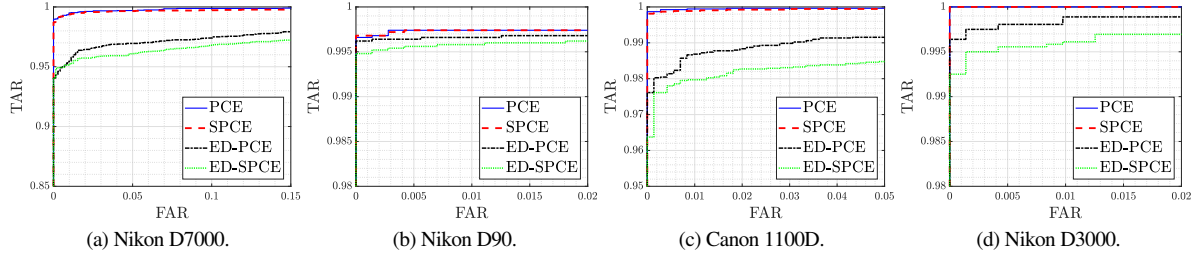 1
0.95
0.9
0.85
TAR
0
0.05
0.1
0.15
FAR
PCE
SPCE
ED-PCE
ED-SPCE
(a) Nikon D7000.
1
0.995
0.99
0.985
0.98
TAR
0
0.005
0.01
0.015
0.02
FAR
PCE
SPCE
ED-PCE
ED-SPCE
(b) Nikon D90.
1
0.99
0.98
0.97
0.96
0.95
TAR
0
0.01
0.02
0.03
0.04
0.05
FAR
PCE
SPCE
ED-PCE
ED-SPCE
(c) Canon 1100D.
1
0.995
0.99
0.985
0.98
TAR
0
0.005
0.01
0.015
0.02
FAR
PCE
SPCE
ED-PCE
ED-SPCE
(d) Nikon D3000.